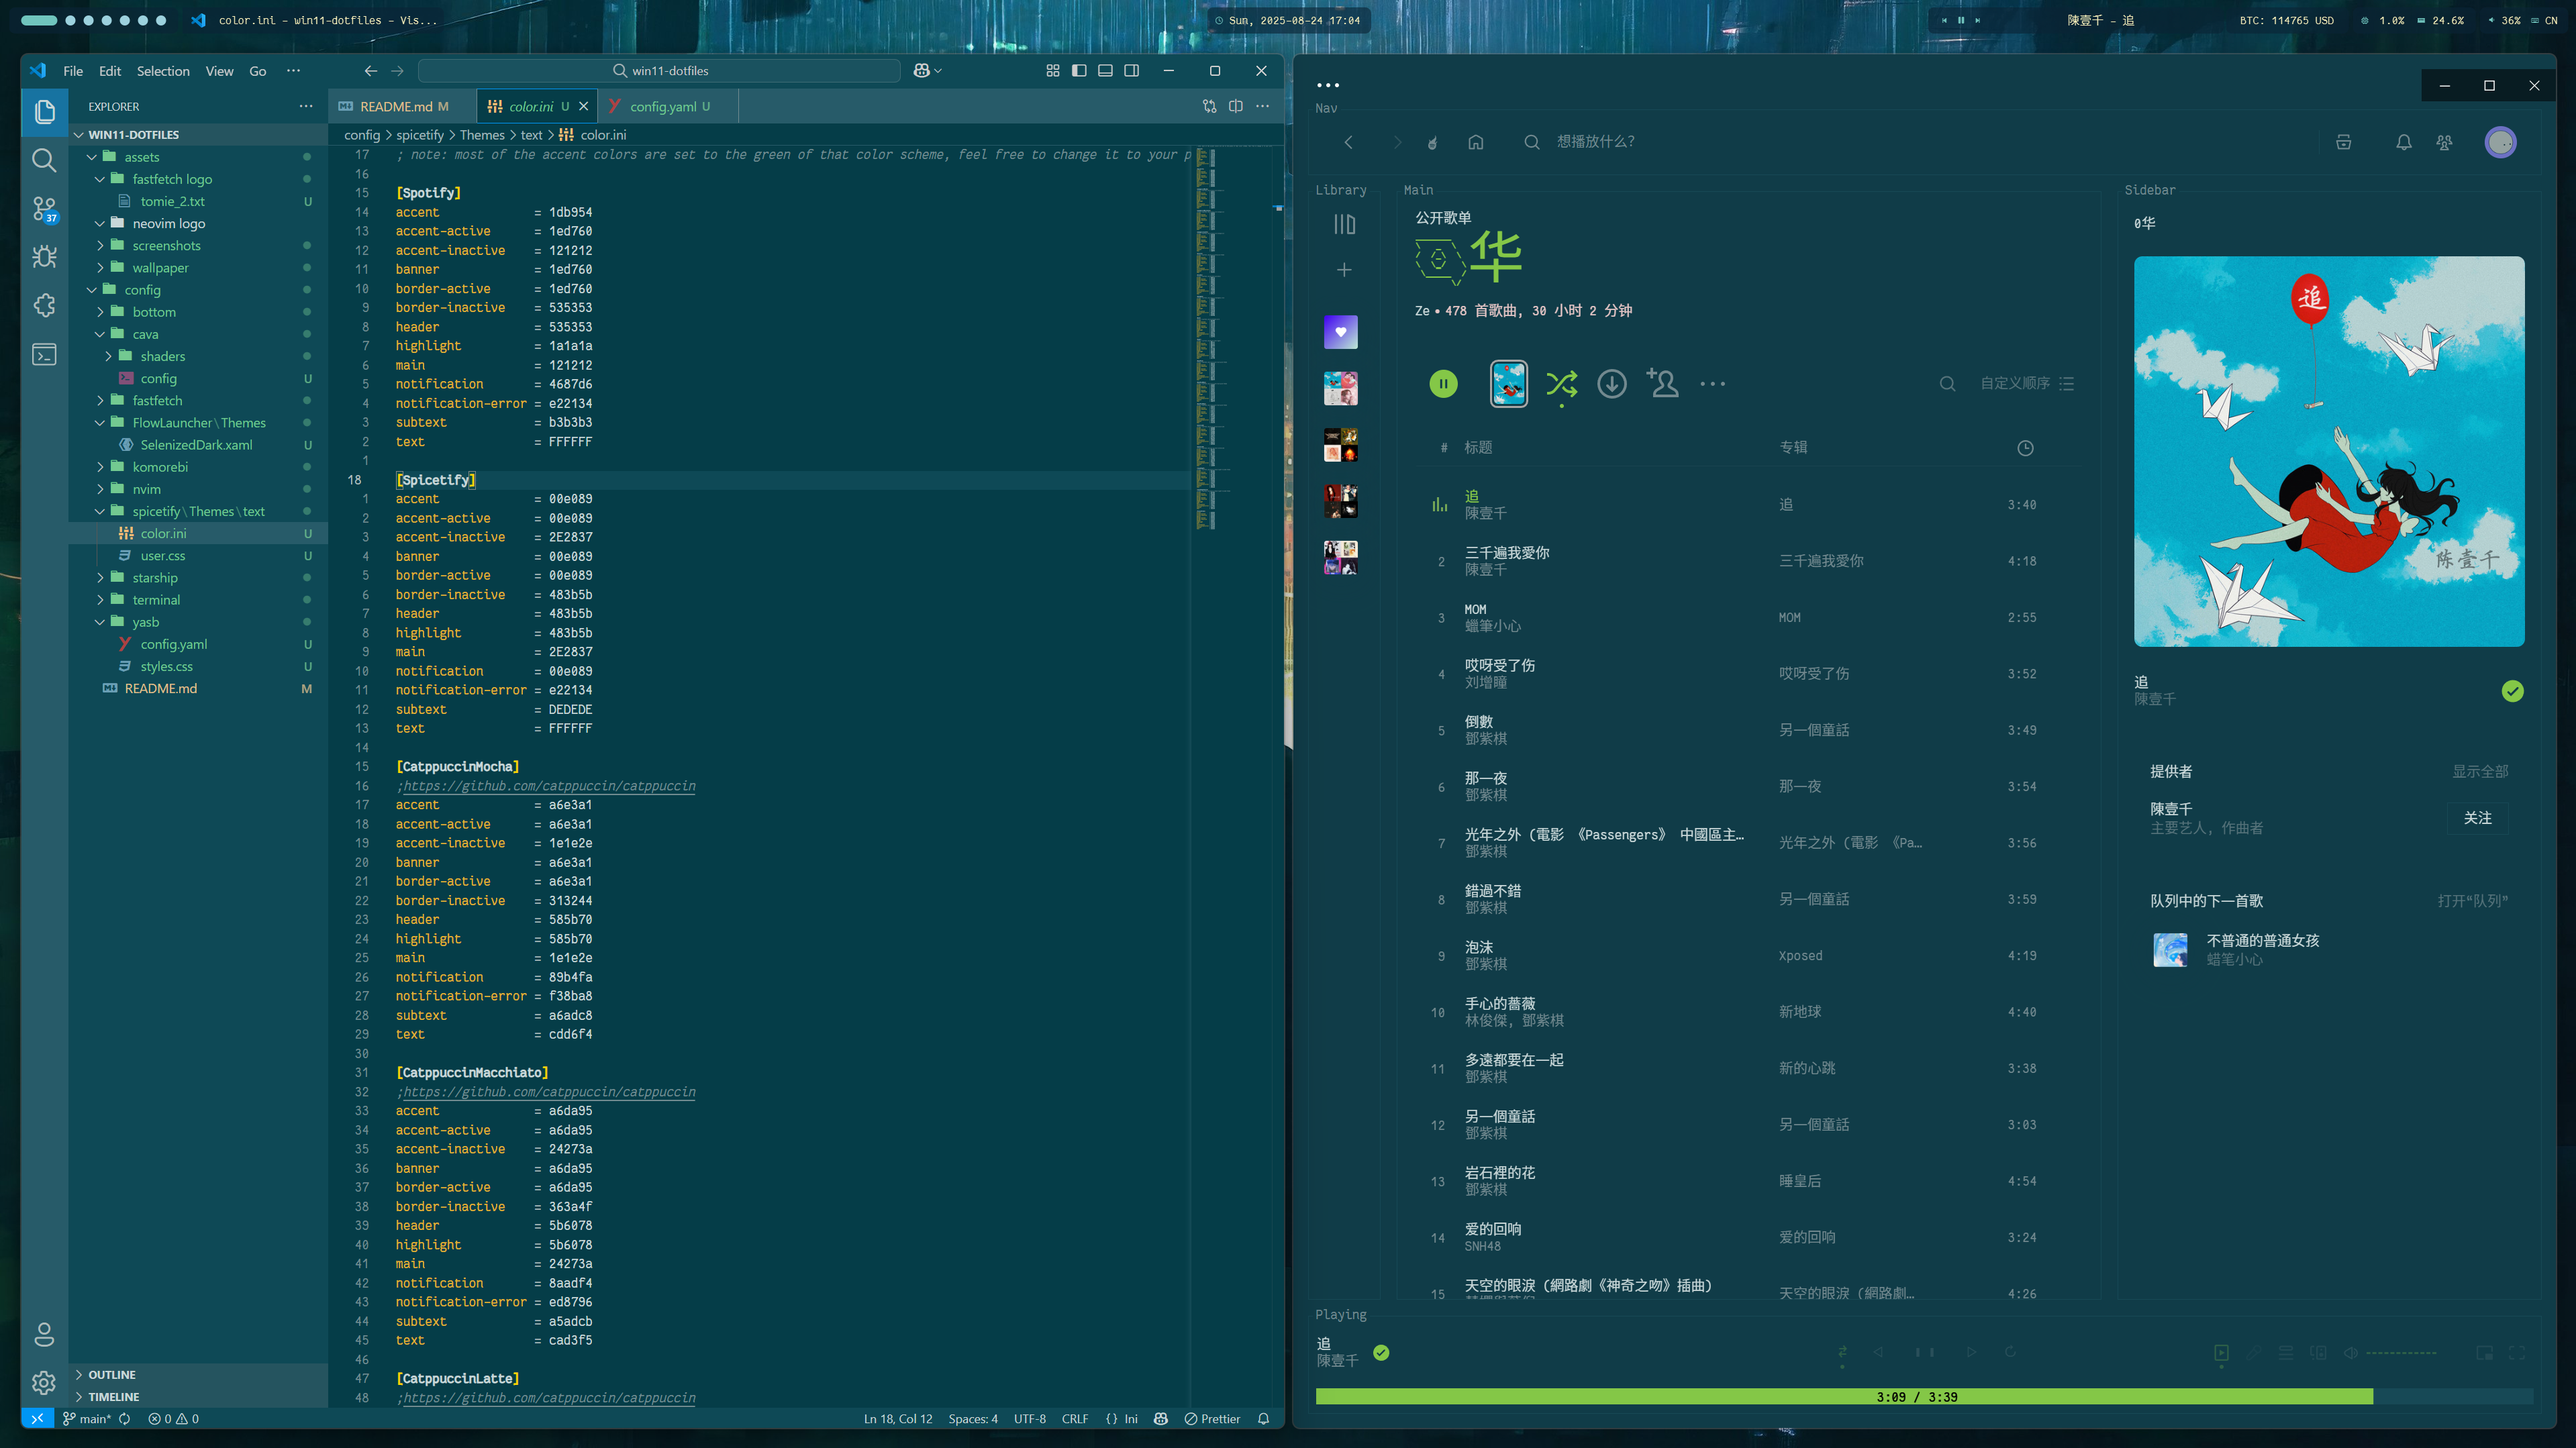 color.ini - win11-dotfiles - Vis...
Sun, 2025-08-24 17:04
陳壹千 - 追
BTC: 114765 USD
1.0%
24.6%
36%
CN
File Edit Selection View Go ···
win11-dotfiles
EXPLORER
WIN11-DOTFILES
assets
fastfetch logo
tomie_2.txt U
neovim logo
screenshots
wallpaper
config
bottom
cava
shaders
config U
fastfetch
FlowLauncher\Themes
SelenizedDark.xaml U
komorebi
nvim
spicetify\Themes\text
color.ini U
user.css U
starship
terminal
yasb
config.yaml U
styles.css U
README.md M
OUTLINE
TIMELINE
37
README.md M
color.ini U
config.yaml U
config > spicetify > Themes > text > color.ini
17 ; note: most of the accent colors are set to the green of that color scheme, feel free to change it to your p
16
15 [Spotify]
14 accent = 1db954
13 accent-active = 1ed760
12 accent-inactive = 121212
11 banner = 1ed760
10 border-active = 1ed760
9 border-inactive = 535353
8 header = 535353
7 highlight = 1a1a1a
6 main = 121212
5 notification = 4687d6
4 notification-error = e22134
3 subtext = b3b3b3
2 text = FFFFFF
1
18 [Spicetify]
1 accent = 00e089
2 accent-active = 00e089
3 accent-inactive = 2E2837
4 banner = 00e089
5 border-active = 00e089
6 border-inactive = 483b5b
7 header = 483b5b
8 highlight = 483b5b
9 main = 2E2837
10 notification = 00e089
11 notification-error = e22134
12 subtext = DEDEDE
13 text = FFFFFF
14
15 [CatppuccinMocha]
16 ;https://github.com/catppuccin/catppuccin
17 accent = a6e3a1
18 accent-active = a6e3a1
19 accent-inactive = 1e1e2e
20 banner = a6e3a1
21 border-active = a6e3a1
22 border-inactive = 313244
23 header = 585b70
24 highlight = 585b70
25 main = 1e1e2e
26 notification = 89b4fa
27 notification-error = f38ba8
28 subtext = a6adc8
29 text = cdd6f4
30
31 [CatppuccinMacchiato]
32 ;https://github.com/catppuccin/catppuccin
33 accent = a6da95
34 accent-active = a6da95
35 accent-inactive = 24273a
36 banner = a6da95
37 border-active = a6da95
38 border-inactive = 363a4f
39 header = 5b6078
40 highlight = 5b6078
41 main = 24273a
42 notification = 8aadf4
43 notification-error = ed8796
44 subtext = a5adcb
45 text = cad3f5
46
47 [CatppuccinLatte]
48 ;https://github.com/catppuccin/catppuccin
main* 0 0
Ln 18, Col 12 Spaces: 4 UTF-8 CRLF {} Ini Prettier
Nav
想播放什么?
Library
Main
公开歌单
华
Ze • 478 首歌曲, 30 小时 2 分钟
自定义顺序
# 标题 专辑
追 追 3:40
陳壹千
2 三千遍我愛你 三千遍我愛你 4:18
陳壹千
3 MOM MOM 2:55
蠟筆小心
4 哎呀受了伤 哎呀受了伤 3:52
刘增瞳
5 倒數 另一個童話 3:49
鄧紫棋
6 那一夜 那一夜 3:54
鄧紫棋
7 光年之外 (電影 《Passengers》 中國區主... 光年之外 (電影 《Pa... 3:56
鄧紫棋
8 錯過不錯 另一個童話 3:59
鄧紫棋
9 泡沫 Xposed 4:19
鄧紫棋
10 手心的薔薇 新地球 4:40
林俊傑, 鄧紫棋
11 多遠都要在一起 新的心跳 3:38
鄧紫棋
12 另一個童話 另一個童話 3:03
鄧紫棋
13 岩石裡的花 睡皇后 4:54
鄧紫棋
14 爱的回响 爱的回响 3:24
SNH48
15 天空的眼淚 (網路劇《神奇之吻》插曲) 天空的眼淚 (網路劇... 4:26
Sidebar
0华
追
陈壹千
追
陳壹千
提供者 显示全部
陳壹千
主要艺人, 作曲者
关注
队列中的下一首歌 打开“队列”
不普通的普通女孩
蜡笔小心
Playing
追
陳壹千
3:09 / 3:39